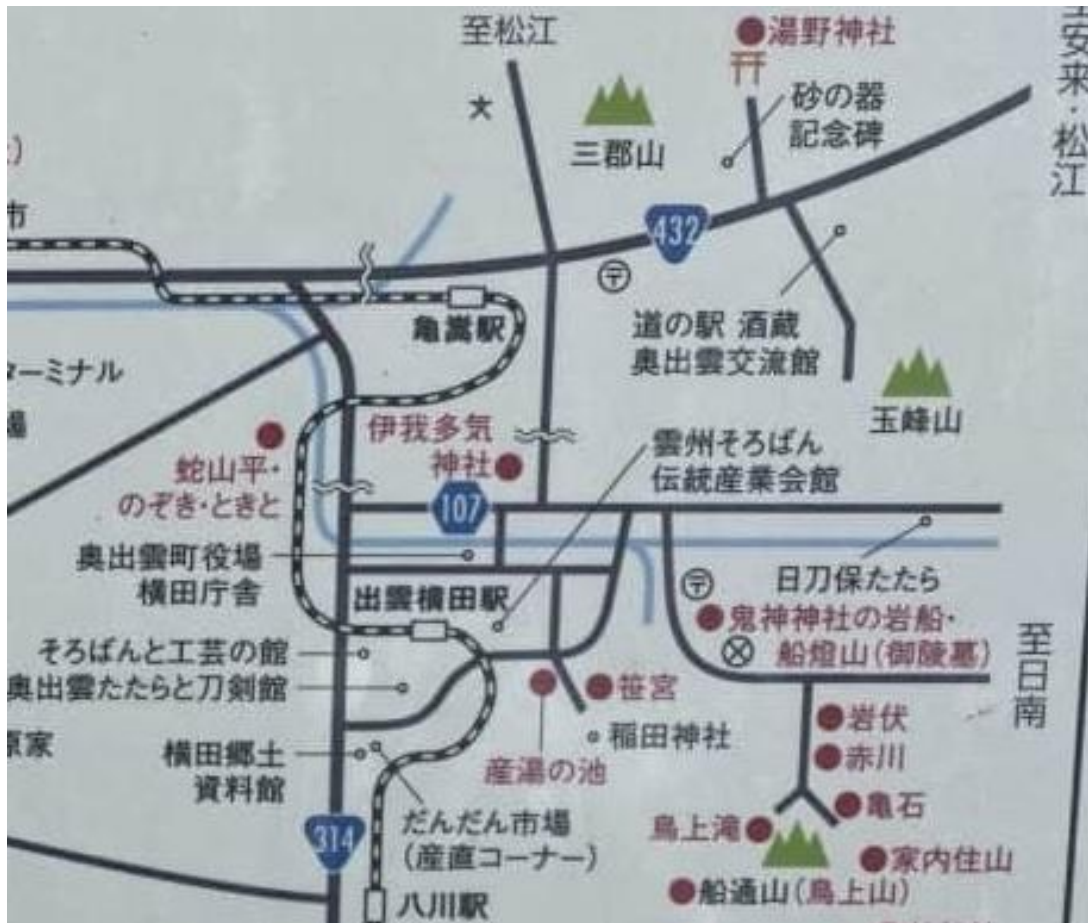 至松江
湯野神社
至安来・松江
砂の器
記念碑
三郡山
市
432
〒
亀嵩駅
道の駅 酒蔵
奥出雲交流館
ターミナル
場
玉峰山
伊我多気
神社
雲州そろばん
伝統産業会館
蛇山平・
のぞき・ときと
107
奥出雲町役場
横田庁舎
出雲横田駅
〒
日刀保たたら
鬼神神社の岩船・
船燈山(御陵墓)
至日南
そろばんと工芸の館
奥出雲たたらと刀剣館
笹宮
稲田神社
岩伏
赤川
原家
横田郷土
資料館
産湯の池
亀石
314
だんだん市場
(産直コーナー)
鳥上滝
家内住山
船通山(鳥上山)
八川駅